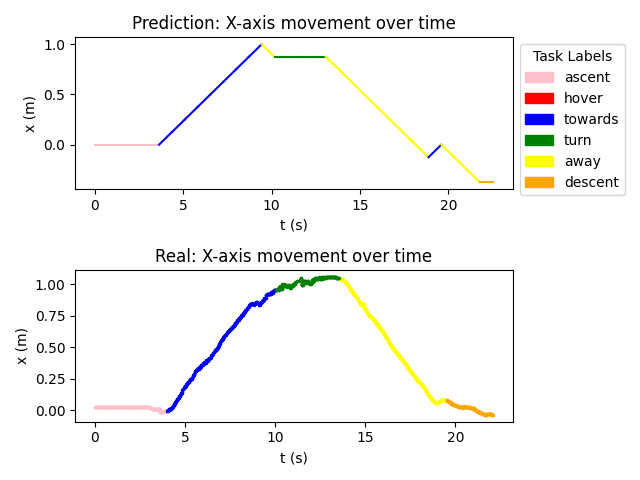 Prediction: X-axis movement over time
1.0
0.5
0.0
x (m)
0 5 10 15 20
t (s)
Task Labels
ascent
hover
towards
turn
away
descent
Real: X-axis movement over time
1.00
0.75
0.50
0.25
0.00
x (m)
0 5 10 15 20
t (s)